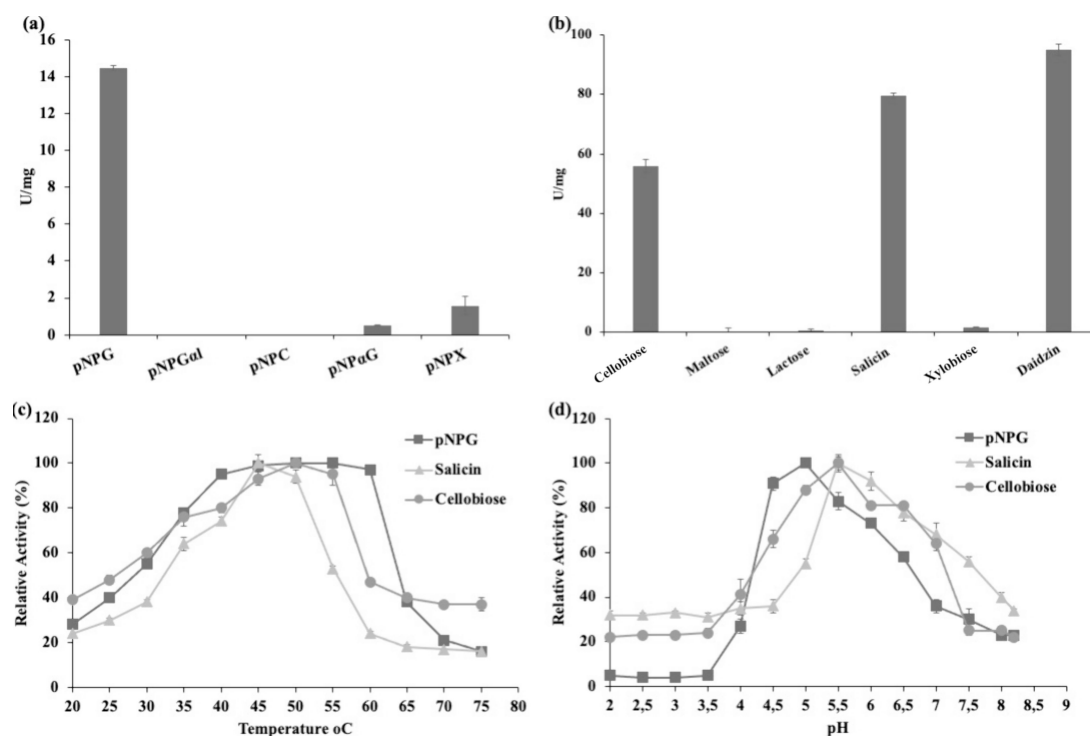 (a)
16
14
12
10
8
6
4
2
0
U/mg
pNPG
pNPGαl
pNPC
pNPαG
pNPX
(b)
100
80
60
40
20
0
U/mg
Cellobiose
Maltose
Lactose
Salicin
Xylobiose
Daidzin
(c)
120
100
80
60
40
20
0
Relative Activity (%)
pNPG
Salicin
Cellobiose
20 25 30 35 40 45 50 55 60 65 70 75 80
Temperature oC
(d)
120
100
80
60
40
20
0
Relative Activity (%)
pNPG
Salicin
Cellobiose
2 2,5 3 3,5 4 4,5 5 5,5 6 6,5 7 7,5 8 8,5 9
pH